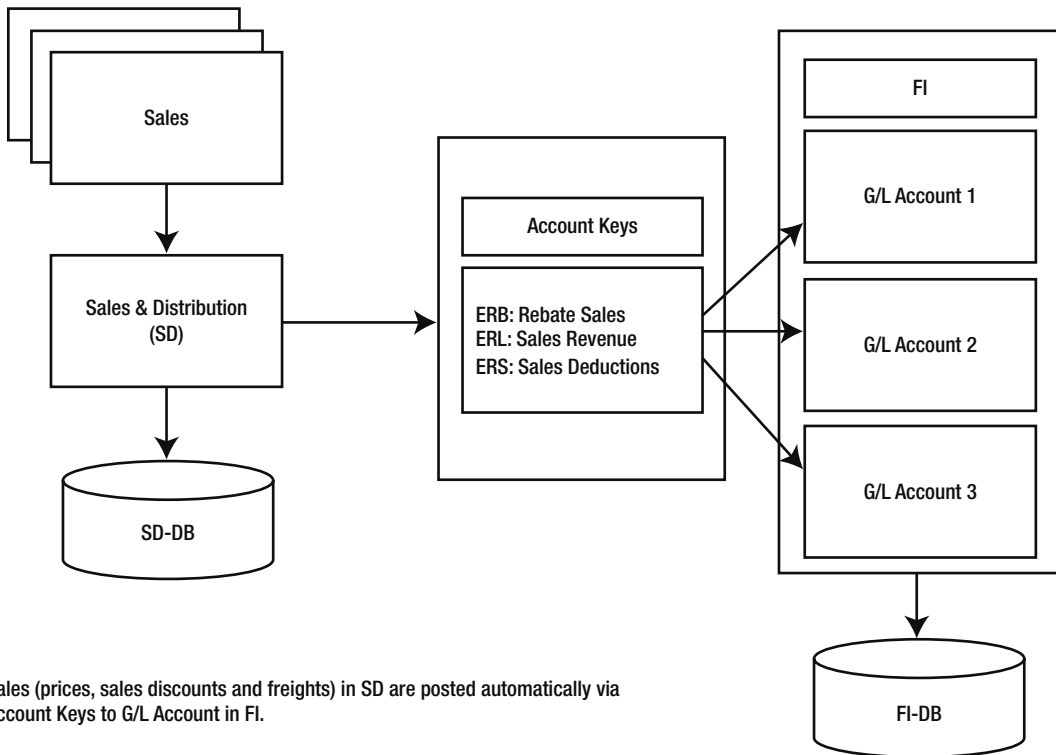 Sales
Sales & Distribution
(SD)
SD-DB
Account Keys
ERB: Rebate Sales
ERL: Sales Revenue
ERS: Sales Deductions
FI
G/L Account 1
G/L Account 2
G/L Account 3
FI-DB
ales (prices, sales discounts and freights) in SD are posted automatically via
ccount Keys to G/L Account in FI.